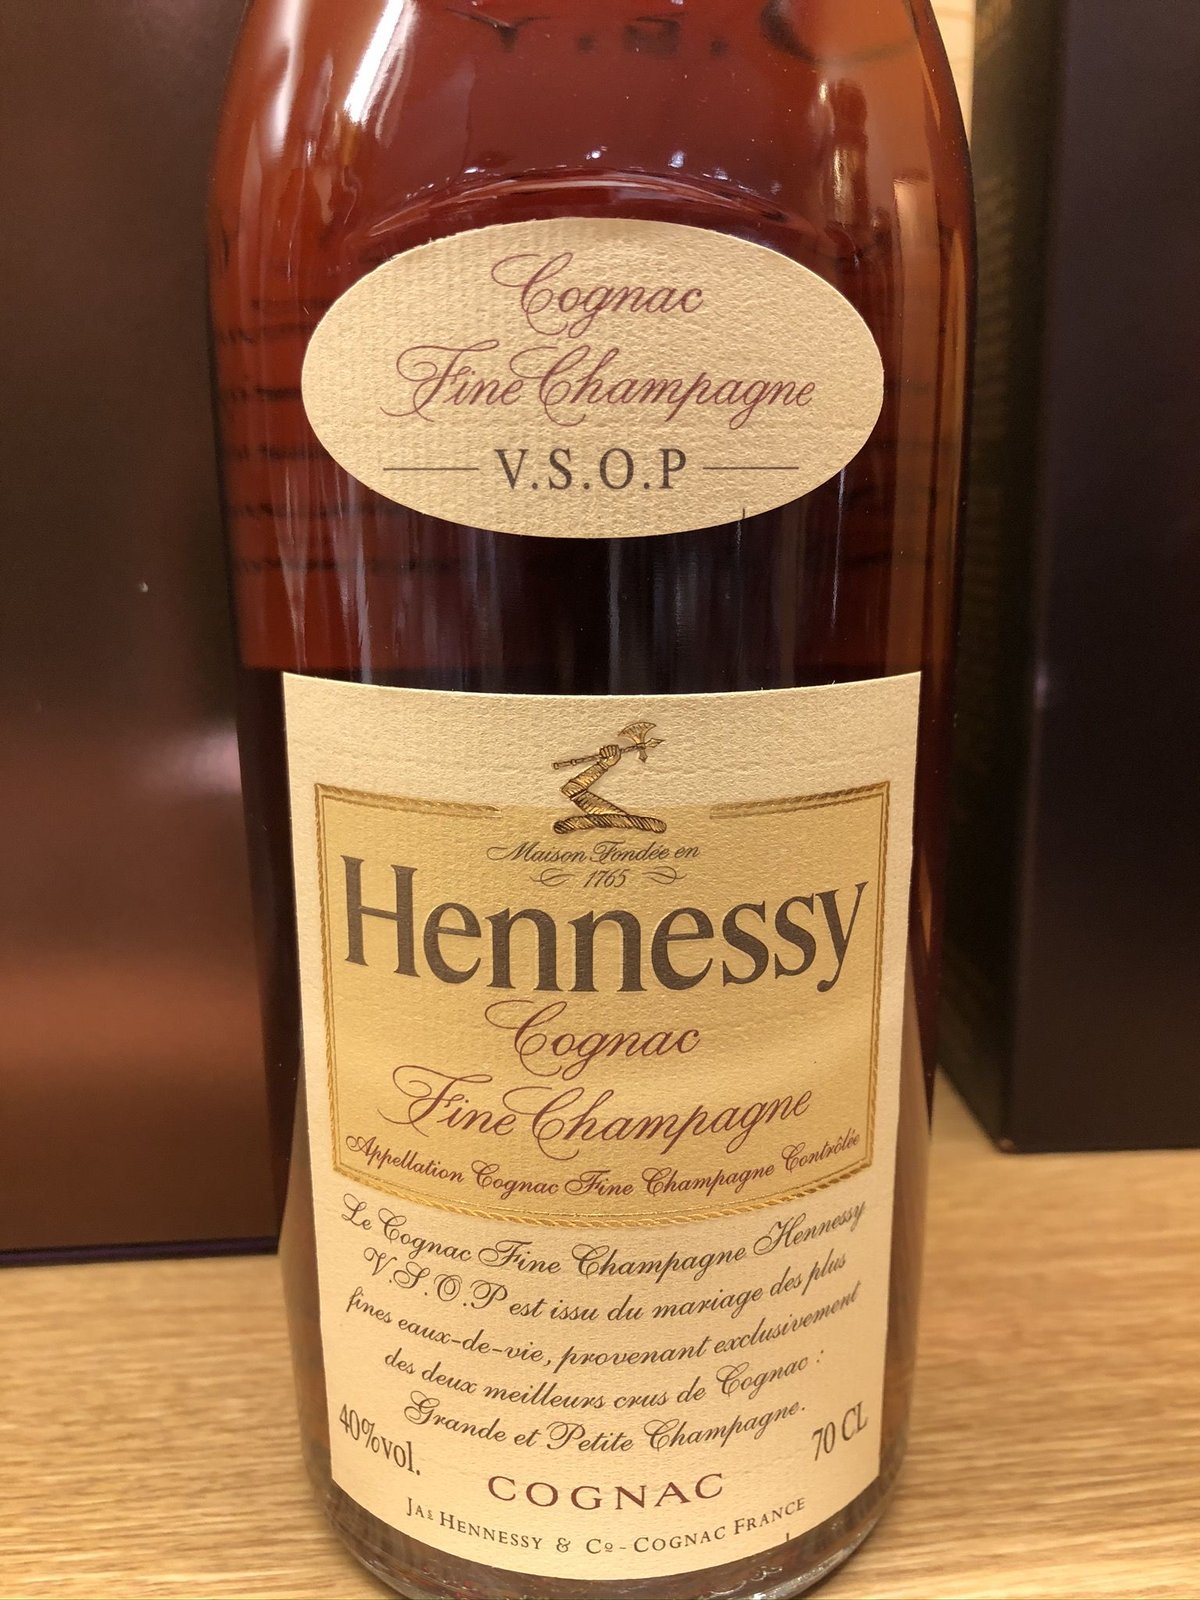 Cognac
Fine Champagne
V.S.O.P
Maison Fondée en
1765
Hennessy
Cognac
Fine Champagne
Appellation Cognac Fine Champagne Contrôlée
Le Cognac Fine Champagne Hennessy
V.S.O.P est issu du mariage des plus
fines eaux-de-vie, provenant exclusivement
des deux meilleurs crus de Cognac :
Grande et Petite Champagne.
40%vol.
70 CL
COGNAC
JAS HENNESSY & Cº - COGNAC FRANCE